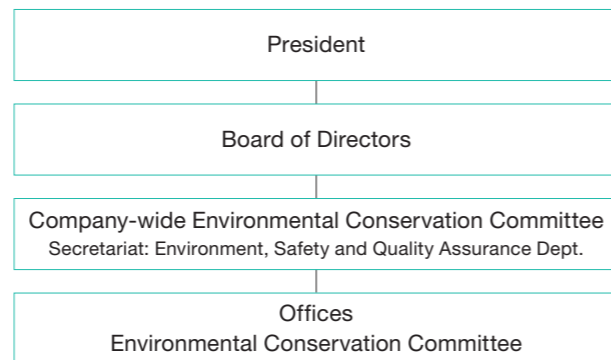 President
Board of Directors
Company-wide Environmental Conservation Committee
Secretariat: Environment, Safety and Quality Assurance Dept.
Offices
Environmental Conservation Committee